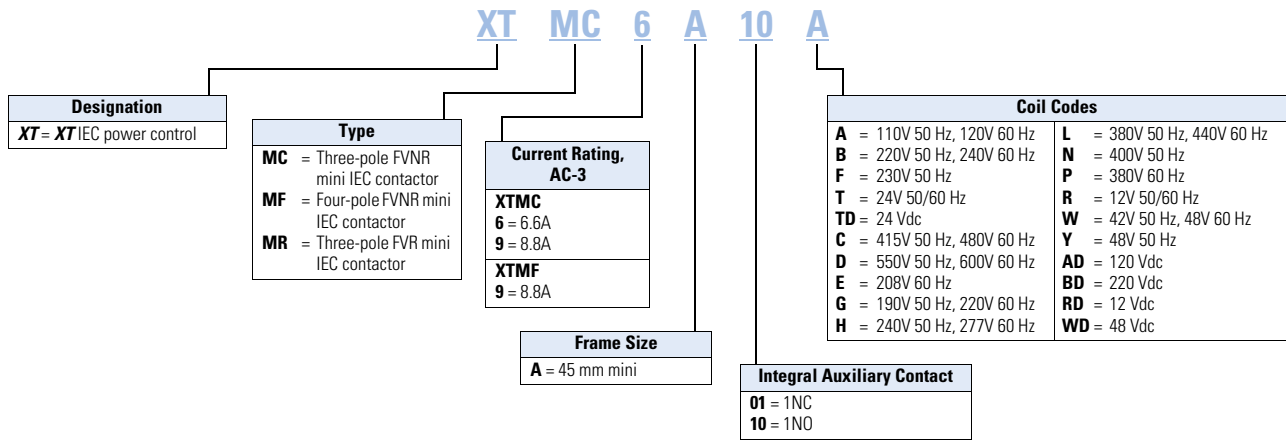 XT MC 6 A 10 A
Designation
XT = XT IEC power control
Type
MC = Three-pole FVNR
mini IEC contactor
MF = Four-pole FVNR mini
IEC contactor
MR = Three-pole FVR mini
IEC contactor
Current Rating,
AC-3
XTMC
6 = 6.6A
9 = 8.8A
XTMF
9 = 8.8A
Frame Size
A = 45 mm mini
Integral Auxiliary Contact
01 = 1NC
10 = 1NO
Coil Codes
A = 110V 50 Hz, 120V 60 Hz
B = 220V 50 Hz, 240V 60 Hz
F = 230V 50 Hz
T = 24V 50/60 Hz
TD = 24 Vdc
C = 415V 50 Hz, 480V 60 Hz
D = 550V 50 Hz, 600V 60 Hz
E = 208V 60 Hz
G = 190V 50 Hz, 220V 60 Hz
H = 240V 50 Hz, 277V 60 Hz
L = 380V 50 Hz, 440V 60 Hz
N = 400V 50 Hz
P = 380V 60 Hz
R = 12V 50/60 Hz
W = 42V 50 Hz, 48V 60 Hz
Y = 48V 50 Hz
AD = 120 Vdc
BD = 220 Vdc
RD = 12 Vdc
WD = 48 Vdc